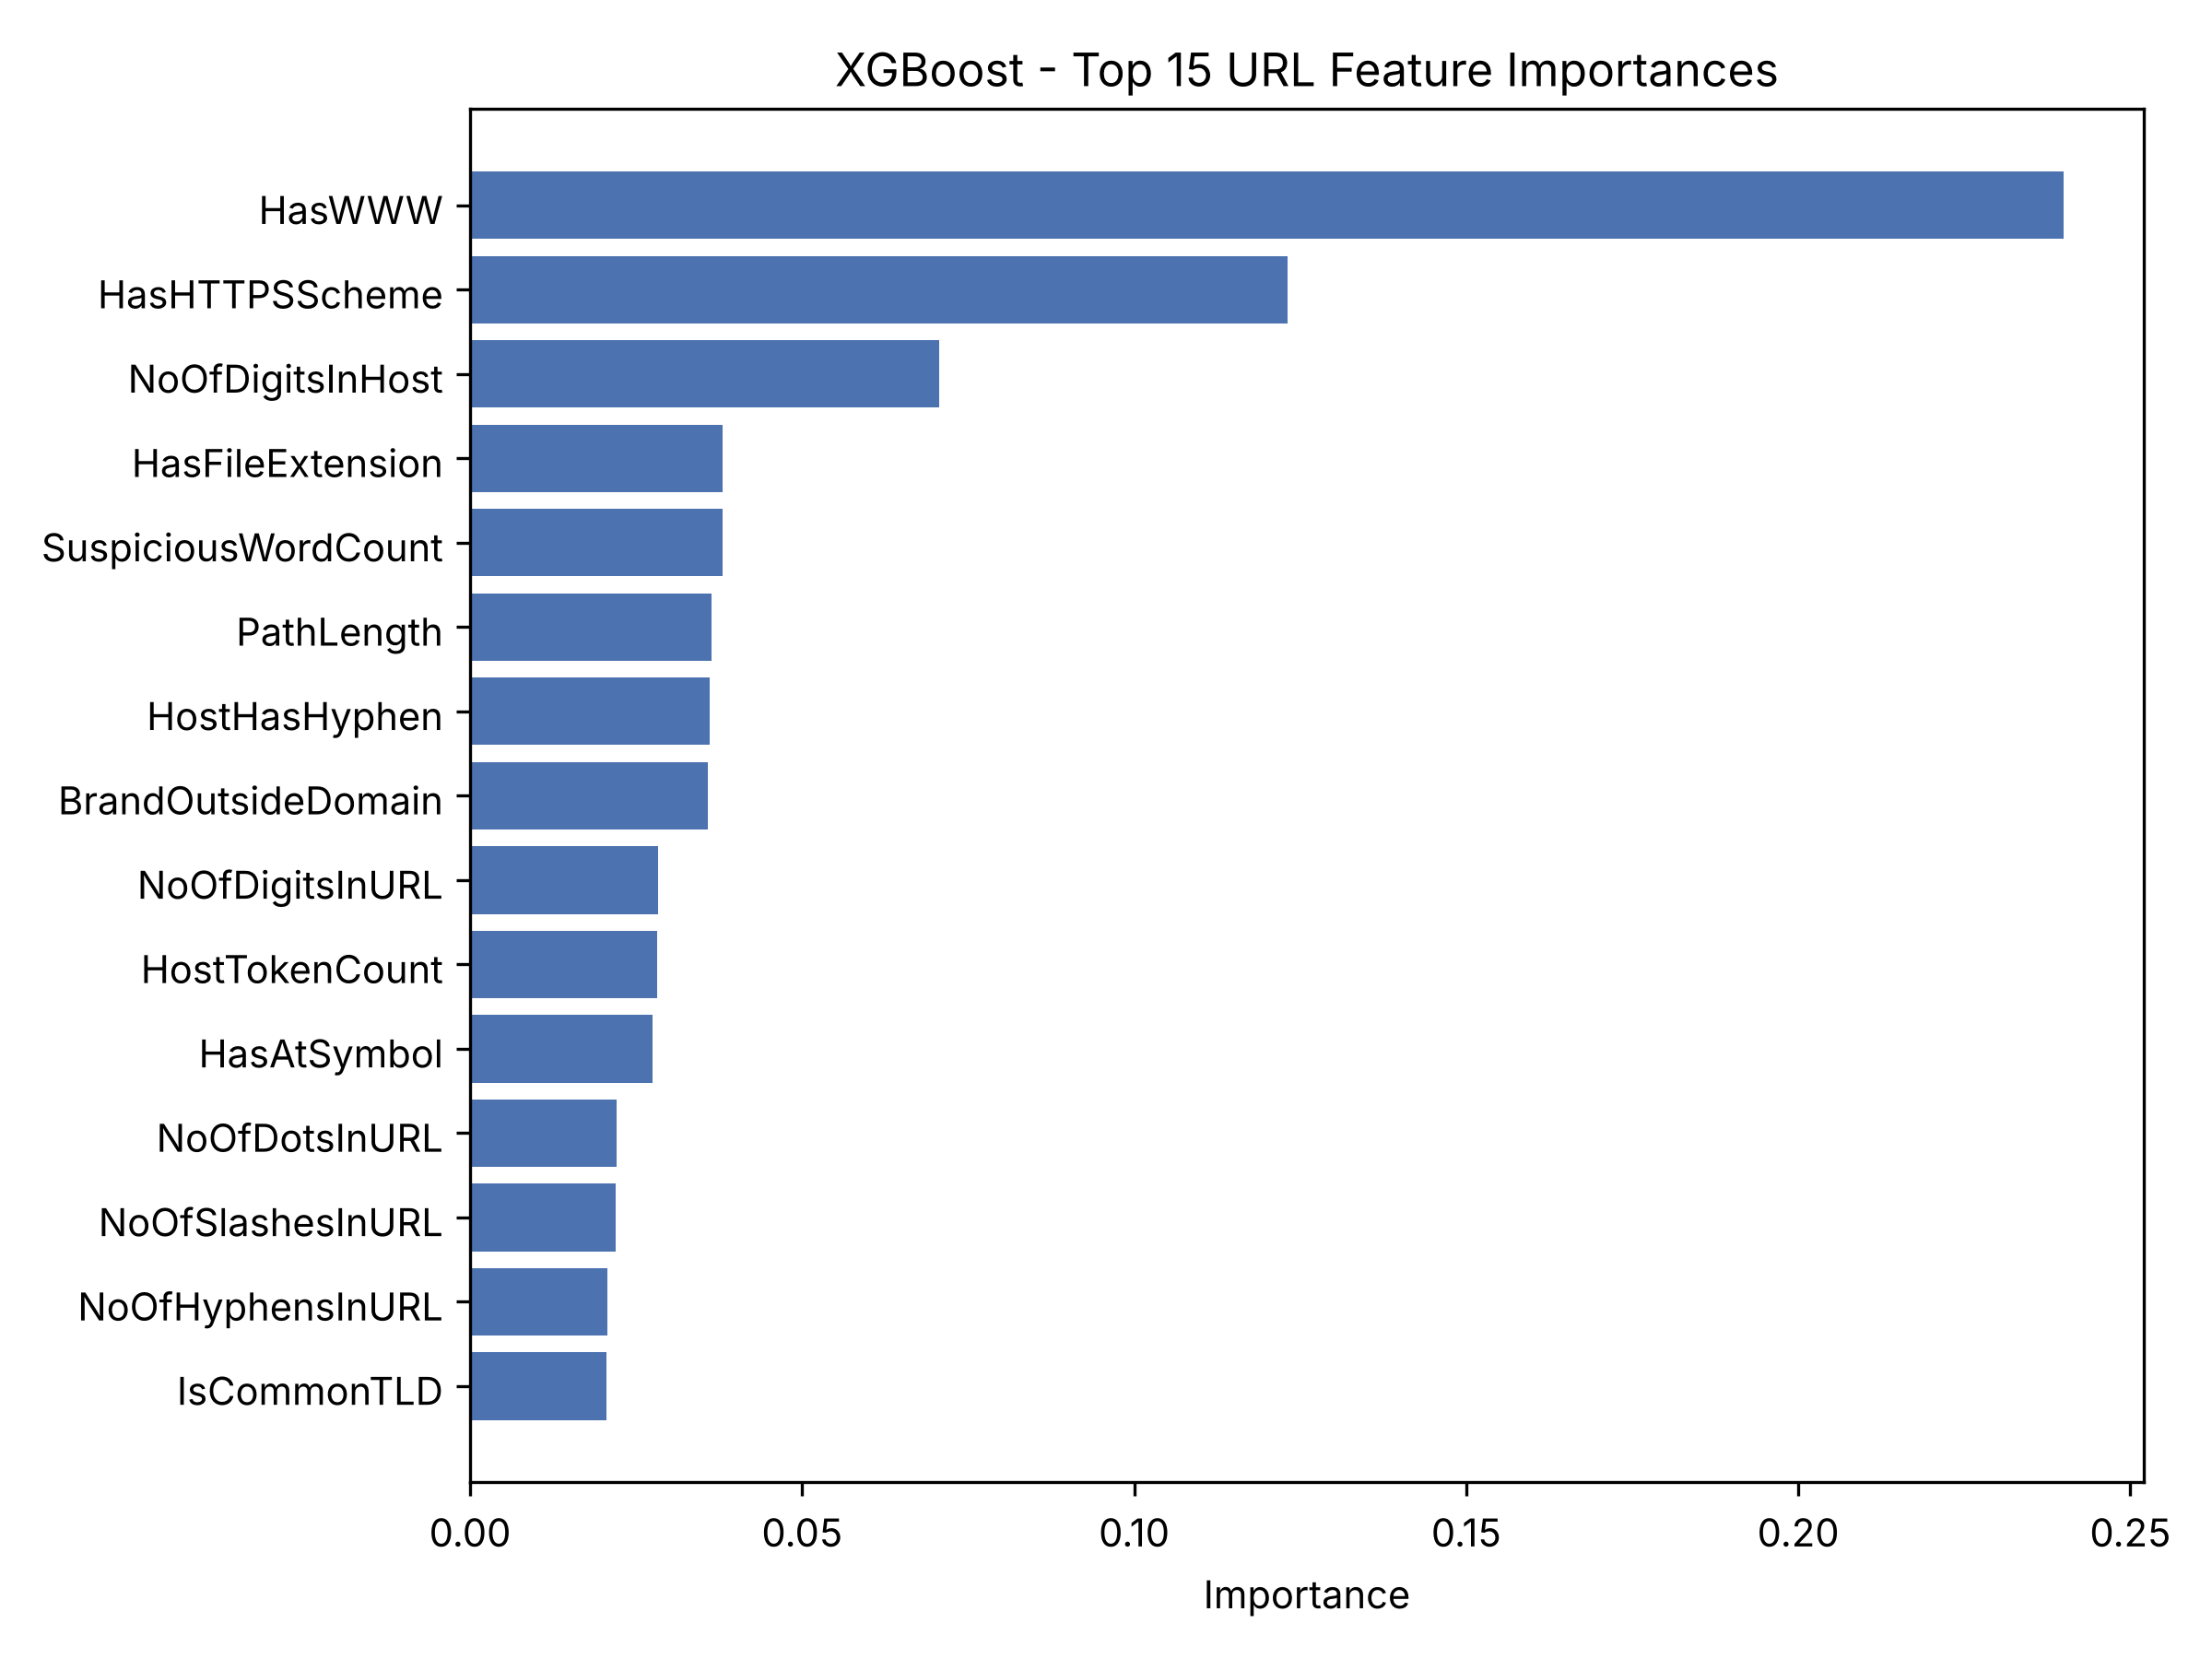 XGBoost - Top 15 URL Feature Importances
HasWWW
HasHTTPSScheme
NoOfDigitsInHost
HasFileExtension
SuspiciousWordCount
PathLength
HostHasHyphen
BrandOutsideDomain
NoOfDigitsInURL
HostTokenCount
HasAtSymbol
NoOfDotsInURL
NoOfSlashesInURL
NoOfHyphensInURL
IsCommonTLD
0.00 0.05 0.10 0.15 0.20 0.25
Importance